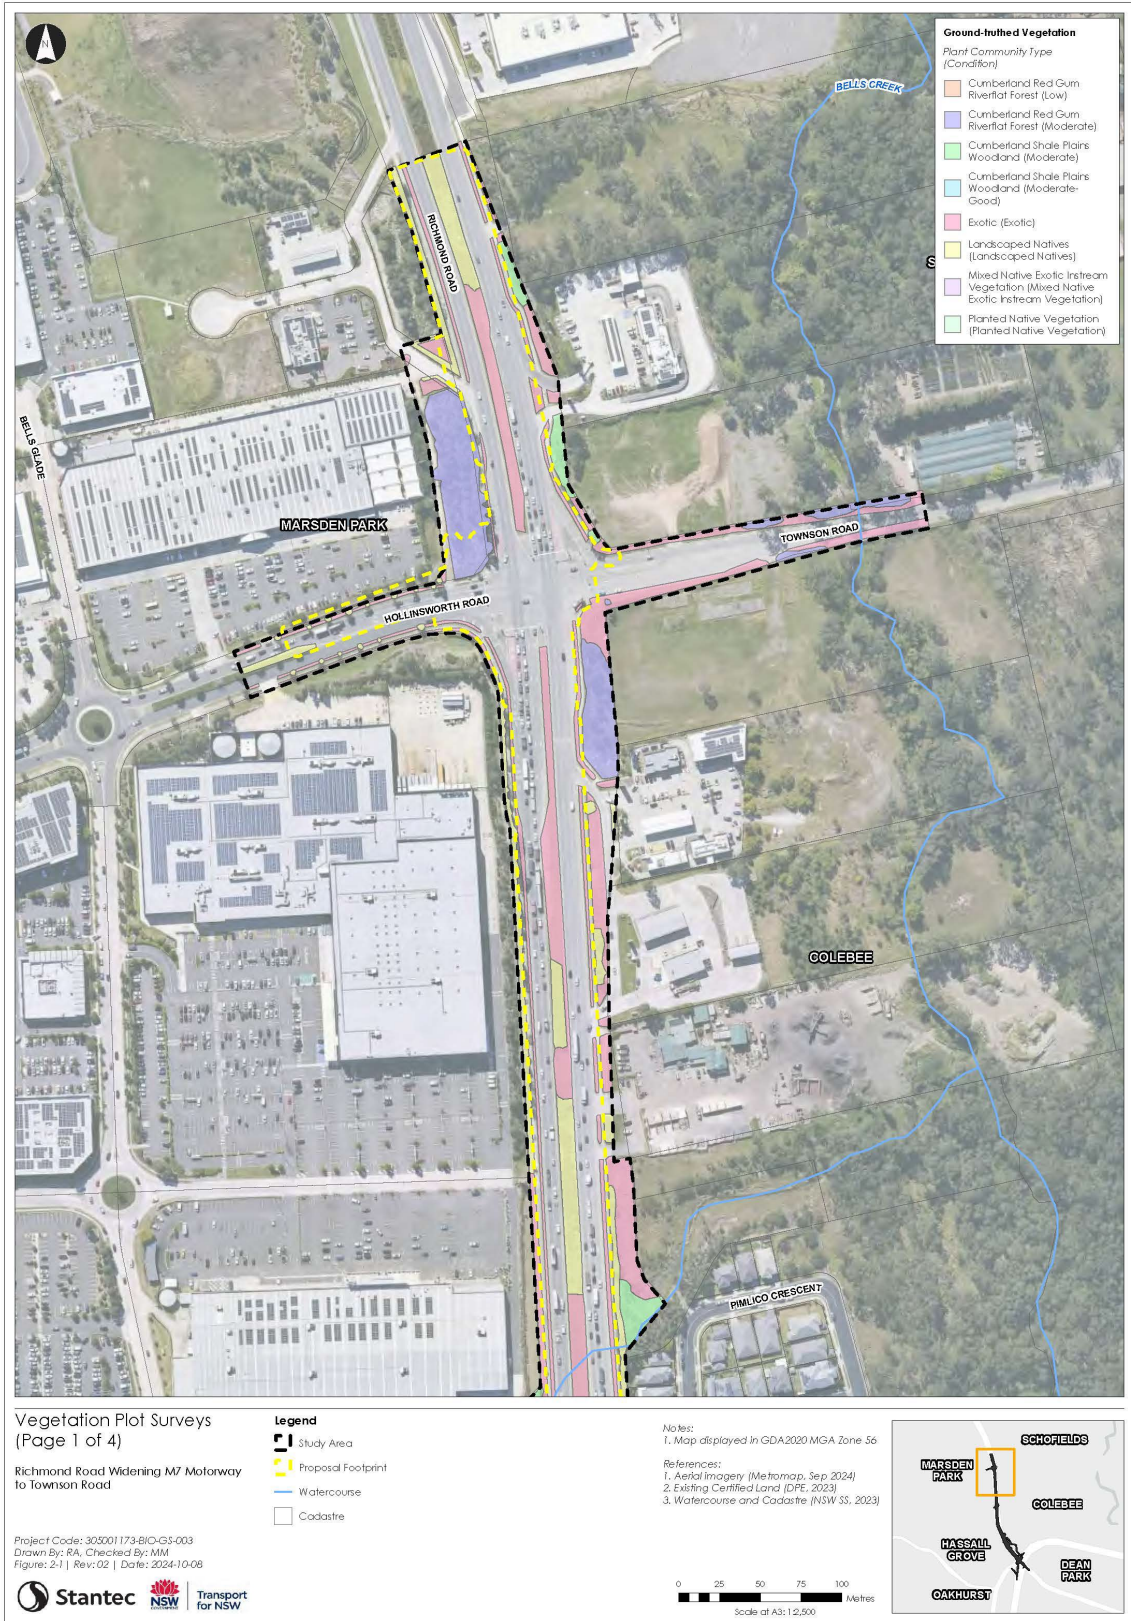 N
BELLS CREEK
Ground-truthed Vegetation
Plant Community Type
(Condition)
Cumberland Red Gum
Riverflat Forest (Low)
Cumberland Red Gum
Riverflat Forest (Moderate)
Cumberland Shale Plains
Woodland (Moderate)
Cumberland Shale Plains
Woodland (Moderate-
Good)
Exotic (Exotic)
Landscaped Natives
(Landscaped Natives)
Mixed Native Exotic Instream
Vegetation (Mixed Native
Exotic Instream Vegetation)
Planted Native Vegetation
(Planted Native Vegetation)
S
RICHMOND ROAD
BELLS GLADE
MARSDEN PARK
TOWNSON ROAD
HOLLINSWORTH ROAD
COLEBEE
PIMLICO CRESCENT
Vegetation Plot Surveys
(Page 1 of 4)
Richmond Road Widening M7 Motorway
to Townson Road
Project Code: 305001173-BIO-GS-003
Drawn By: RA, Checked By: MM
Figure: 2-1 | Rev: 02 | Date: 2024-10-08
Stantec
NSW
GOVERNMENT
Transport
for NSW
Legend
Study Area
Proposal Footprint
Watercourse
Cadastre
Notes:
1. Map displayed in GDA2020 MGA Zone 56
References:
1. Aerial imagery (Metromap, Sep 2024)
2. Existing Certified Land (DPE, 2023)
3. Watercourse and Cadastre (NSW SS, 2023)
0 25 50 75 100
Metres
Scale at A3: 1:2,500
SCHOFIELDS
MARSDEN
PARK
COLEBEE
HASSALL
GROVE
DEAN
PARK
OAKHURST